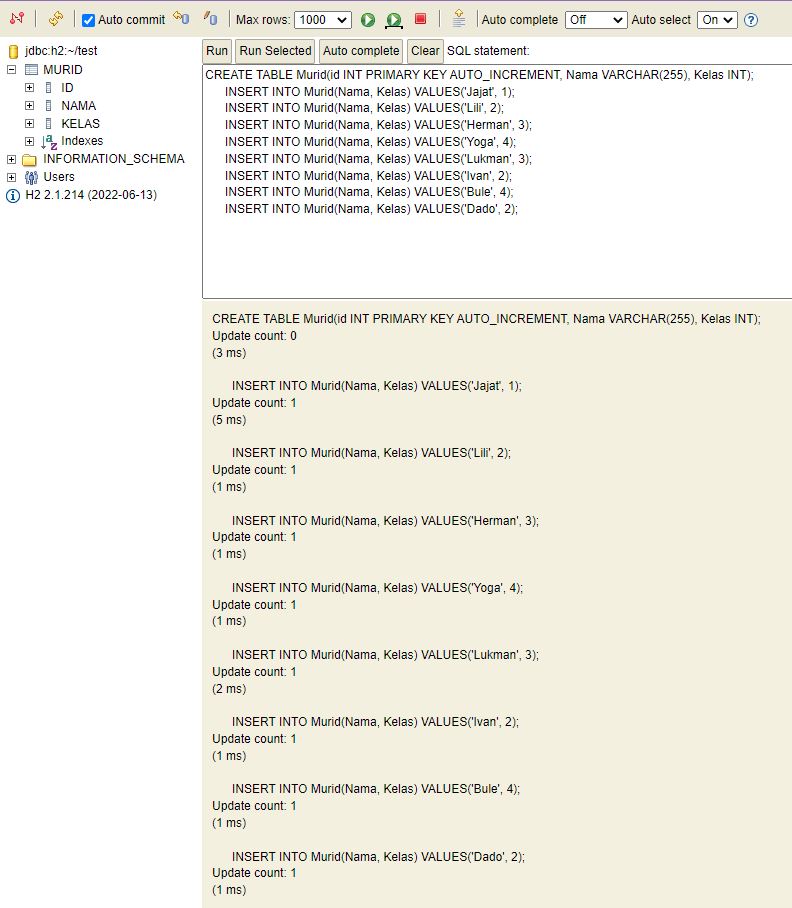 Auto commit Max rows: 1000 Auto complete Off Auto select On
jdbc:h2:~/test
MURID
ID
NAMA
KELAS
Indexes
INFORMATION_SCHEMA
Users
H2 2.1.214 (2022-06-13)
Run Run Selected Auto complete Clear SQL statement:
CREATE TABLE Murid(id INT PRIMARY KEY AUTO_INCREMENT, Nama VARCHAR(255), Kelas INT);
INSERT INTO Murid(Nama, Kelas) VALUES('Jajat', 1);
INSERT INTO Murid(Nama, Kelas) VALUES('Lili', 2);
INSERT INTO Murid(Nama, Kelas) VALUES('Herman', 3);
INSERT INTO Murid(Nama, Kelas) VALUES('Yoga', 4);
INSERT INTO Murid(Nama, Kelas) VALUES('Lukman', 3);
INSERT INTO Murid(Nama, Kelas) VALUES('Ivan', 2);
INSERT INTO Murid(Nama, Kelas) VALUES('Bule', 4);
INSERT INTO Murid(Nama, Kelas) VALUES('Dado', 2);
CREATE TABLE Murid(id INT PRIMARY KEY AUTO_INCREMENT, Nama VARCHAR(255), Kelas INT);
Update count: 0
(3 ms)
INSERT INTO Murid(Nama, Kelas) VALUES('Jajat', 1);
Update count: 1
(5 ms)
INSERT INTO Murid(Nama, Kelas) VALUES('Lili', 2);
Update count: 1
(1 ms)
INSERT INTO Murid(Nama, Kelas) VALUES('Herman', 3);
Update count: 1
(1 ms)
INSERT INTO Murid(Nama, Kelas) VALUES('Yoga', 4);
Update count: 1
(1 ms)
INSERT INTO Murid(Nama, Kelas) VALUES('Lukman', 3);
Update count: 1
(2 ms)
INSERT INTO Murid(Nama, Kelas) VALUES('Ivan', 2);
Update count: 1
(1 ms)
INSERT INTO Murid(Nama, Kelas) VALUES('Bule', 4);
Update count: 1
(1 ms)
INSERT INTO Murid(Nama, Kelas) VALUES('Dado', 2);
Update count: 1
(1 ms)